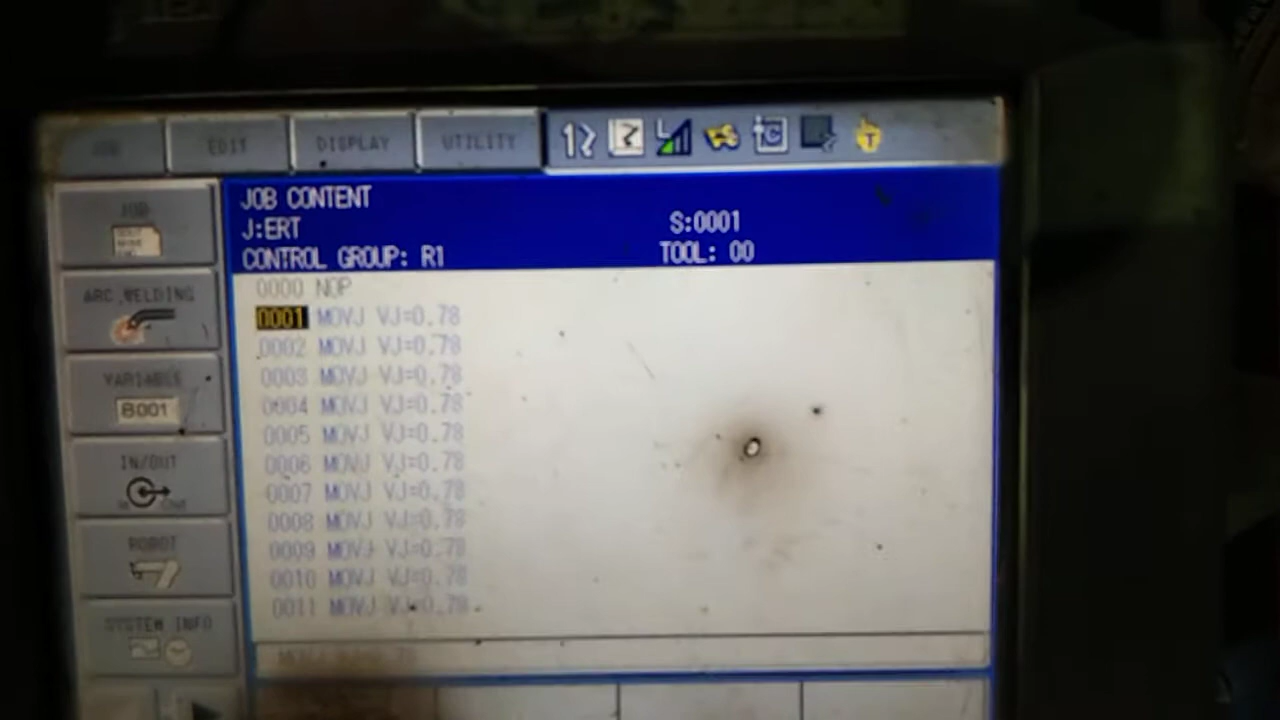 EDIT DISPLAY UTILITY
JOB
ARC WELDING
VARIABLE
B001
IN/OUT
ROBOT
SYSTEM INFO
JOB CONTENT
J:ERT S:0001
CONTROL GROUP: R1 TOOL: 00
0000 NOP
0001 MOVJ VJ=0.78
0002 MOVJ VJ=0.78
0003 MOVJ VJ=0.78
0004 MOVJ VJ=0.78
0005 MOVJ VJ=0.78
0006 MOVJ VJ=0.78
0007 MOVJ VJ=0.78
0008 MOVJ VJ=0.78
0009 MOVJ VJ=0.78
0010 MOVJ VJ=0.78
0011 MOVJ VJ=0.78